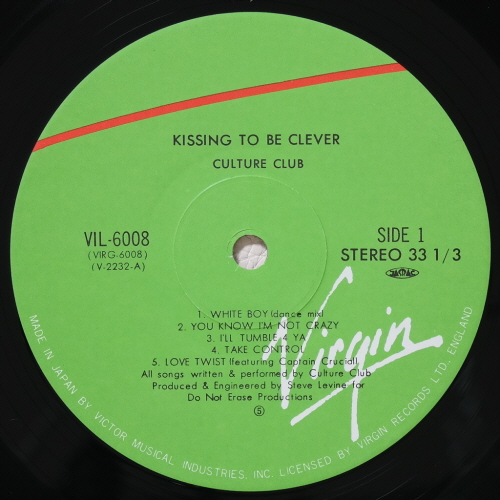 KISSING TO BE CLEVER
CULTURE CLUB
VIL-6008
(VIRG-6008)
(V-2232-A)
SIDE 1
STEREO 33 1/3
JASRAC
1. WHITE BOY (dance mix)
2. YOU KNOW I'M NOT CRAZY
3. I'LL TUMBLE 4 YA
4. TAKE CONTROL
5. LOVE TWIST (featuring Captain Crucial)
All songs written & performed by Culture Club
Produced & Engineered by Steve Levine for
Do Not Erase Productions
S
Virgin
MADE IN JAPAN BY VICTOR MUSICAL INDUSTRIES, INC. LICENSED BY VIRGIN RECORDS LTD., ENGLAND